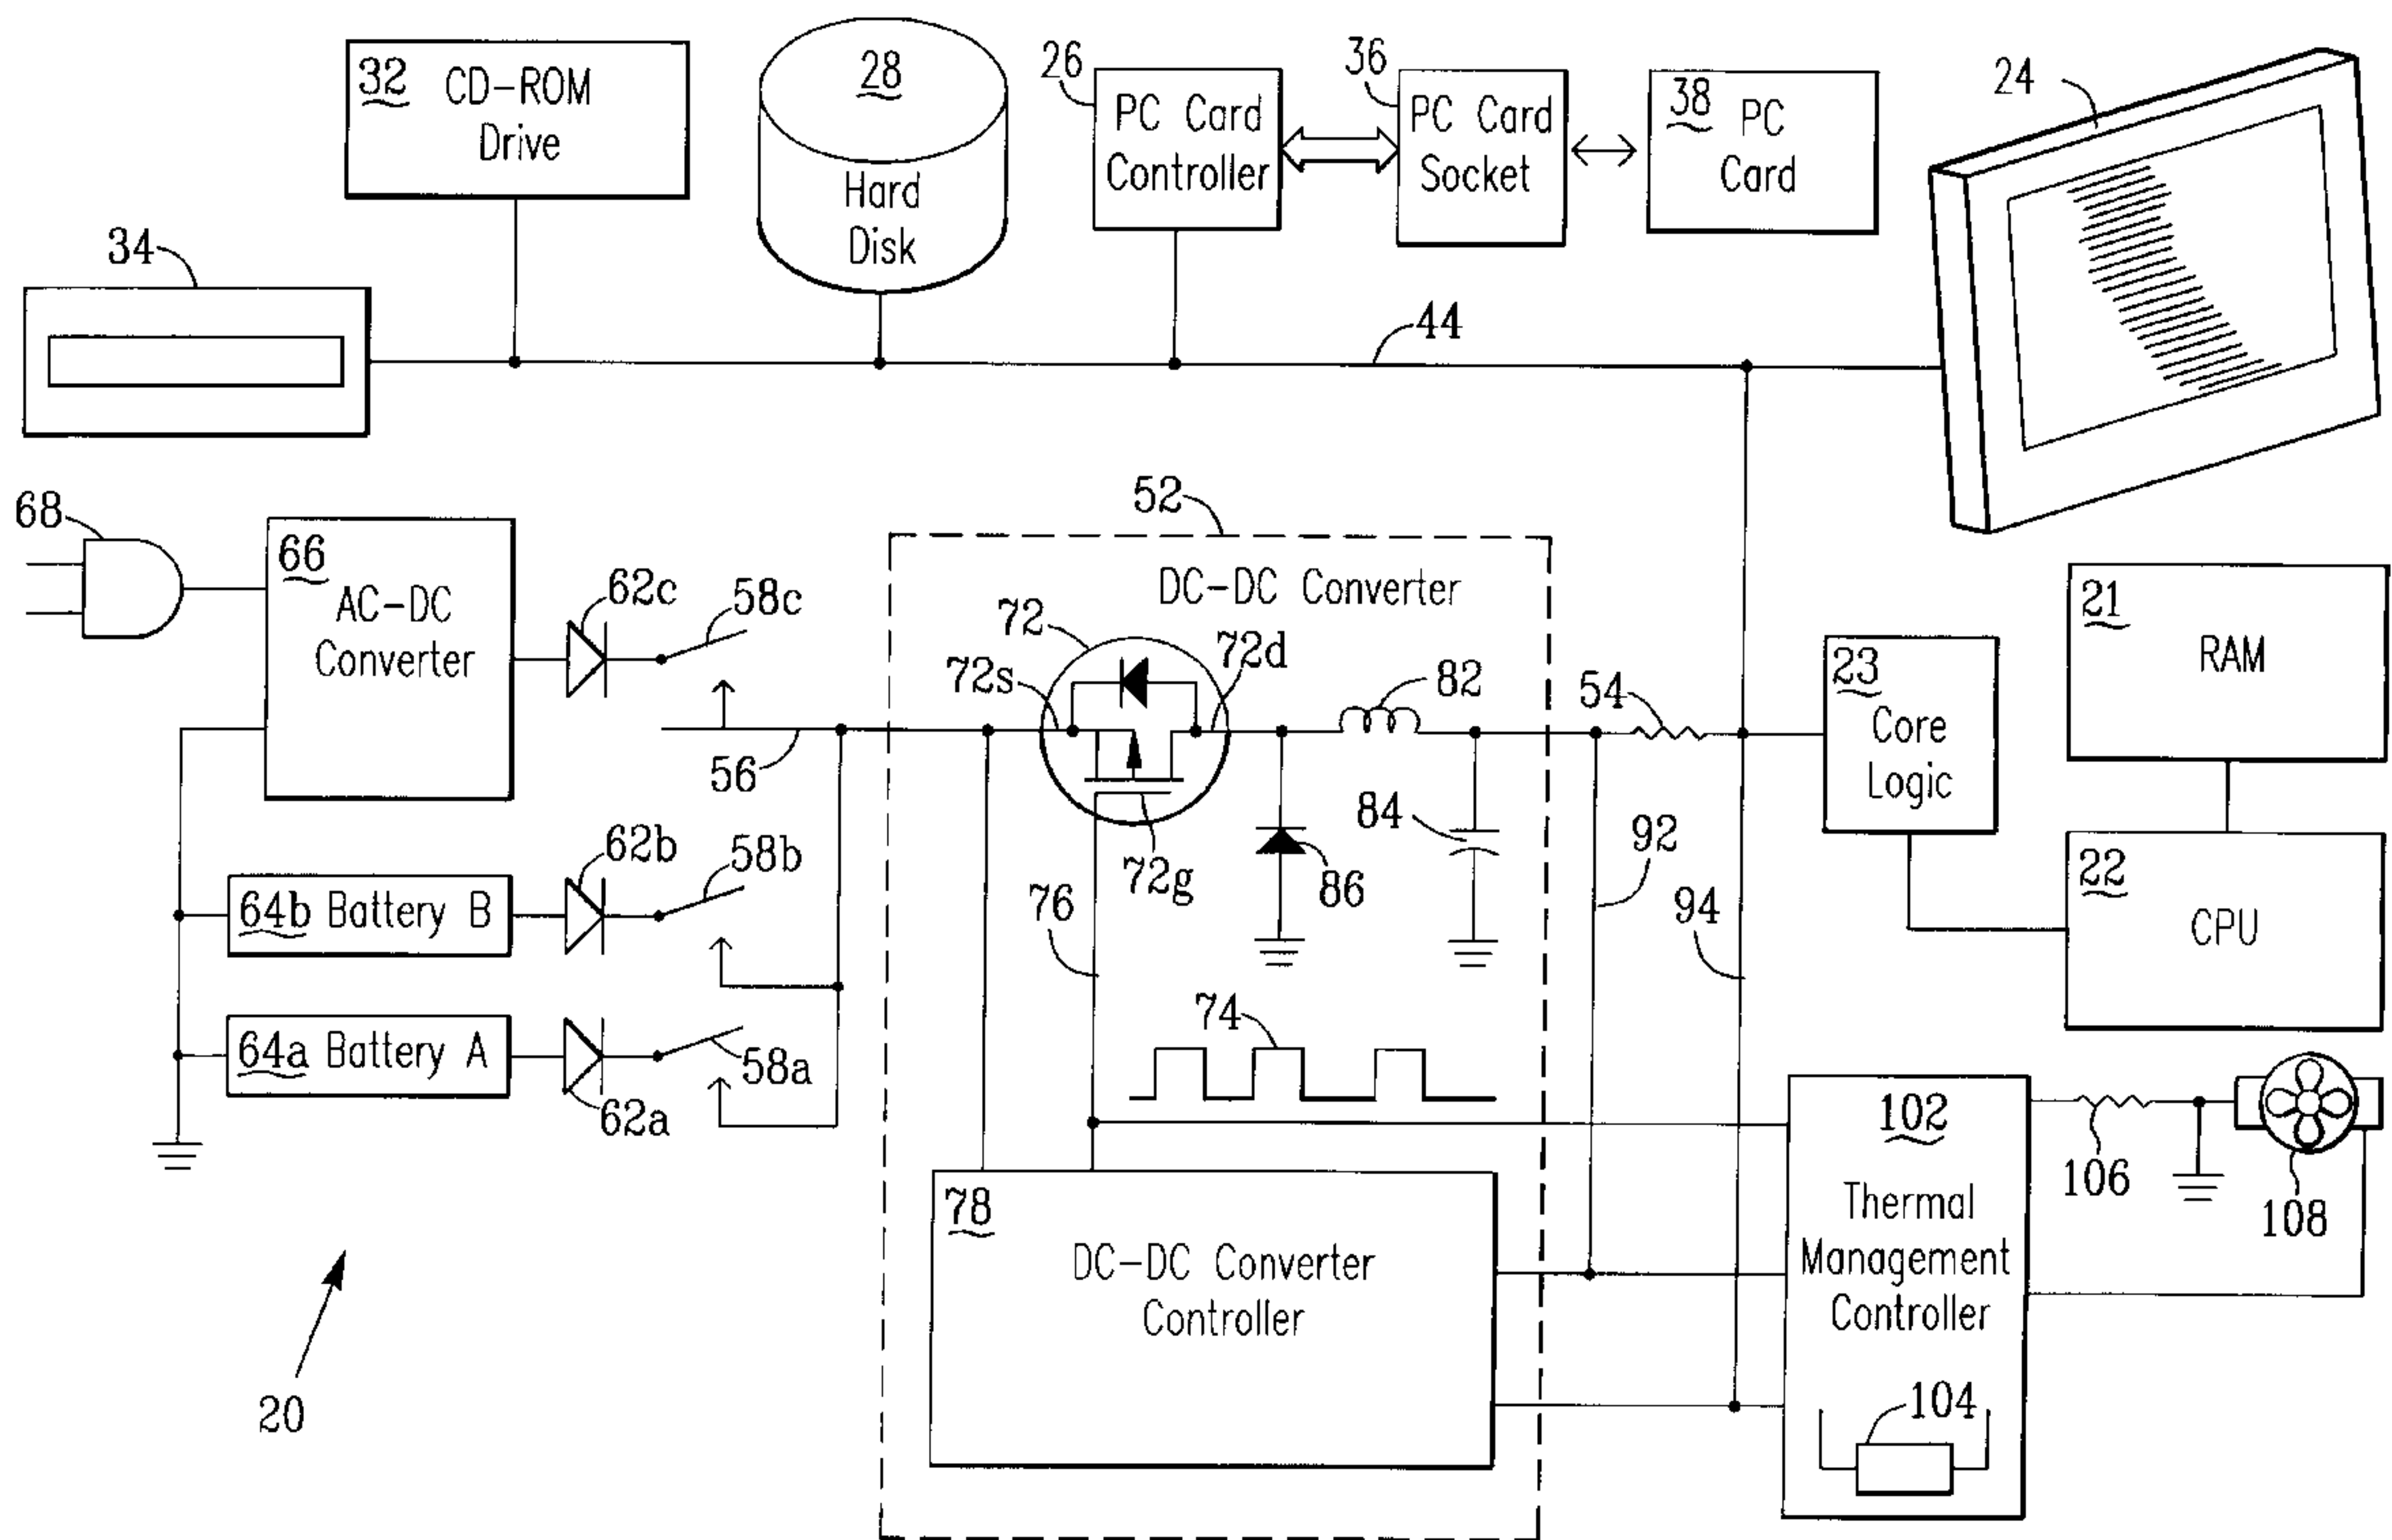 32 CD-ROM
Drive
28
Hard
Disk
26
PC Card
Controller
36
PC Card
Socket
38 PC
Card
24
34
44
68
66
AC-DC
Converter
62c
58c
56
52
DC-DC Converter
72
72s
72d
72g
82
54
84
86
76
92
94
23
Core
Logic
21
RAM
22
CPU
62b
58b
64b Battery B
64a Battery A
62a
58a
74
78
DC-DC Converter
Controller
102
Thermal
Management
Controller
104
106
108
20